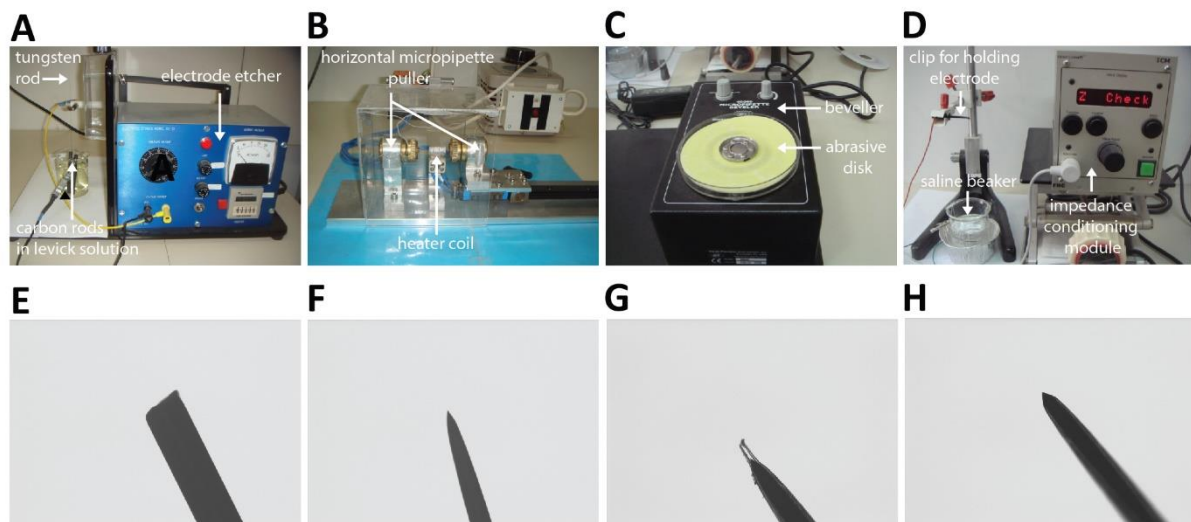 A
B
C
D
tungsten
rod
electrode etcher
carbon rods
in levick solution
horizontal micropipette
puller
heater coil
beveller
abrasive
disk
clip for holding
electrode
ICM
Z Check
saline beaker
impedance
conditioning
module
E
F
G
H